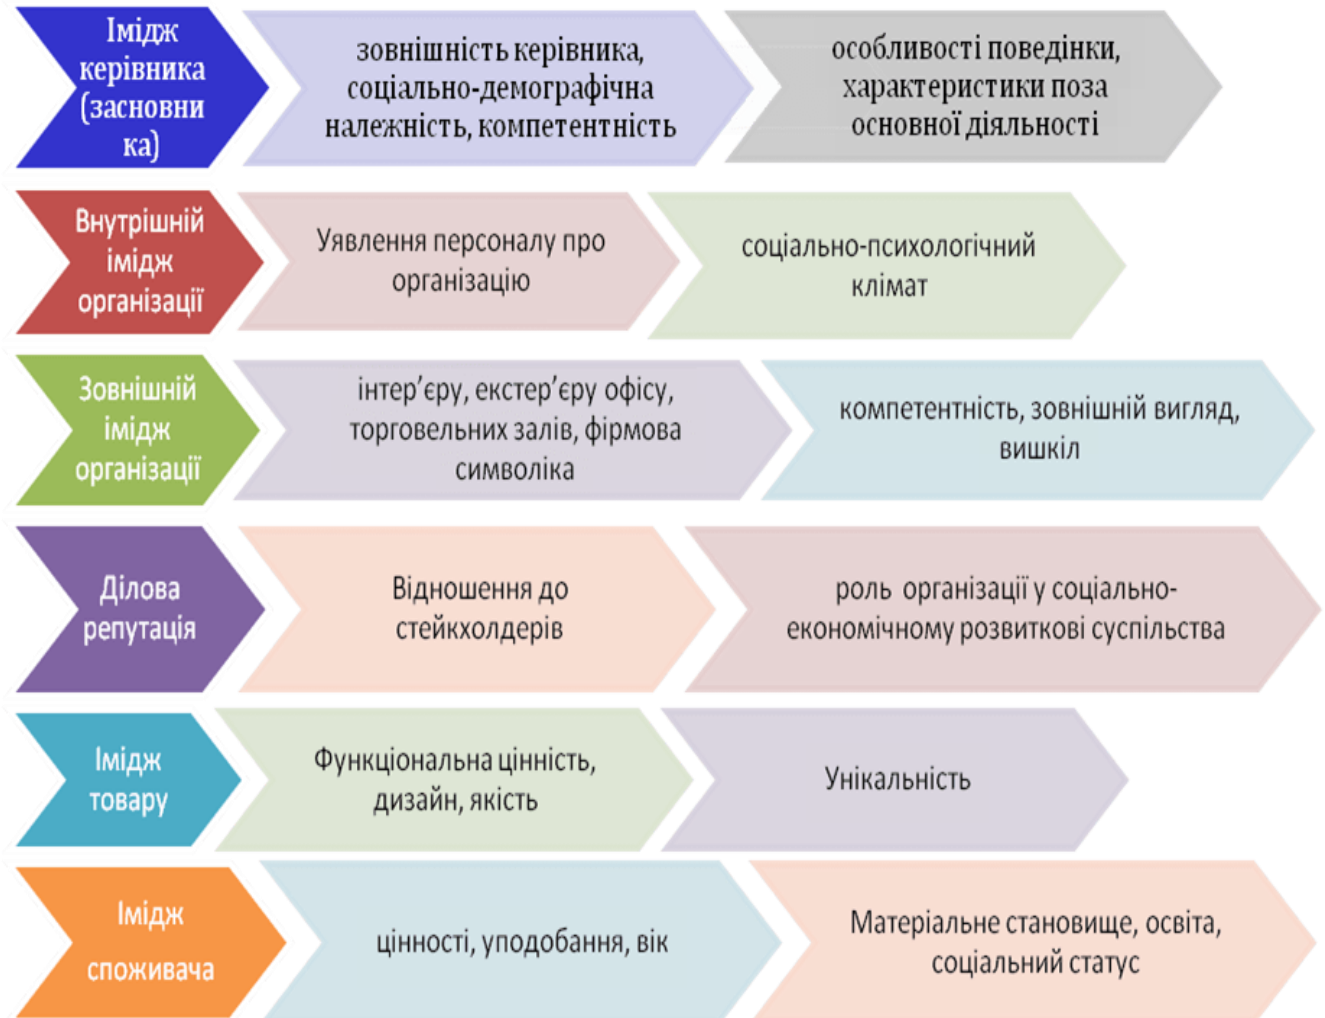 Імідж
керівника
(засновни
ка)
зовнішність керівника,
соціально-демографічна
належність, компетентність
особливості поведінки,
характеристики поза
основної діяльності
Внутрішній
імідж
організації
Уявлення персоналу про
організацію
соціально-психологічний
клімат
Зовнішній
імідж
організації
інтер’єру, екстер’єру офісу,
торговельних залів, фірмова
символіка
компетентність, зовнішній вигляд,
вишкіл
Ділова
репутація
Відношення до
стейкхолдерів
роль організації у соціально-
економічному розвиткові суспільства
Імідж
товару
Функціональна цінність,
дизайн, якість
Унікальність
Імідж
споживача
цінності, уподобання, вік
Матеріальне становище, освіта,
соціальний статус